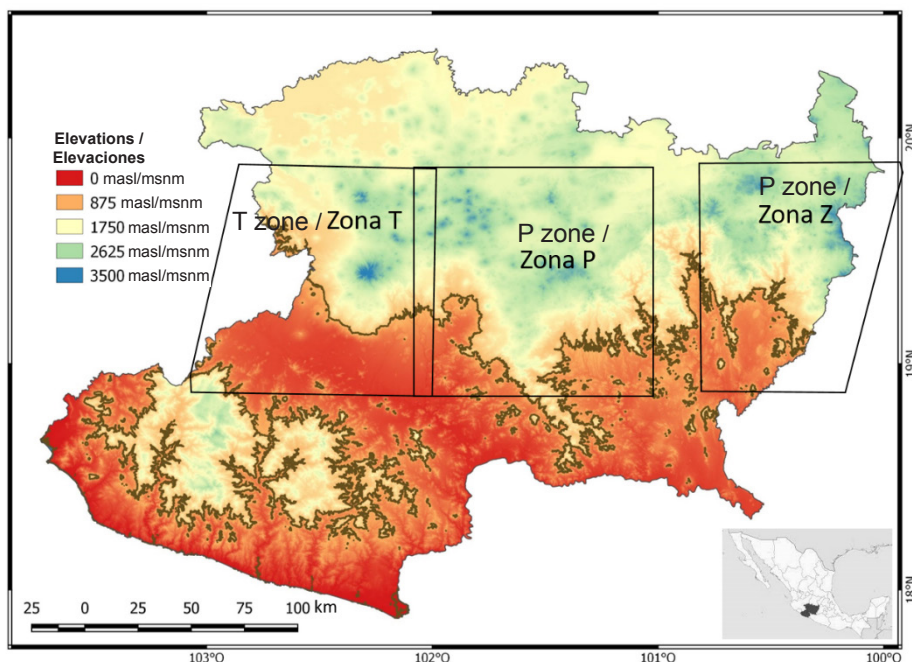 Elevations /
Elevaciones
0 masl/msnm
875 masl/msnm
1750 masl/msnm
2625 masl/msnm
3500 masl/msnm
T zone / Zona T
P zone /
Zona P
P zone /
Zona Z
20°N
19°N
18°N
25 0 25 50 75 100 km
103°O 102°O 101°O 100°O